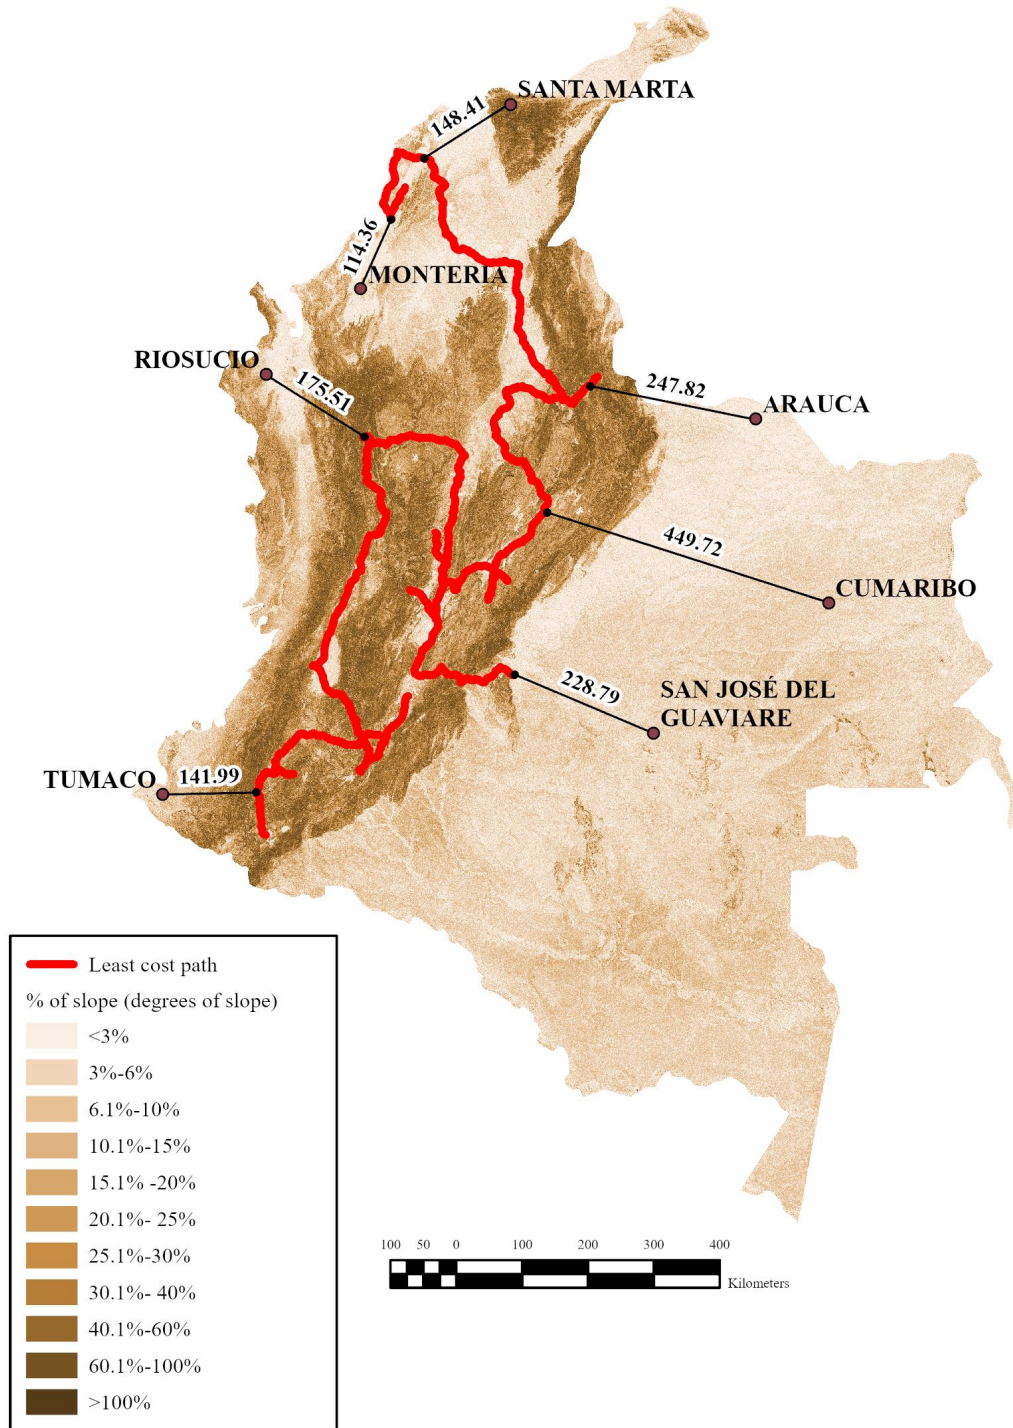 SANTA MARTA
148.41
114.36
MONTERIA
RIOSUCIO
175.51
247.82
ARAUCA
449.72
CUMARIBO
228.79
SAN JOSÉ DEL
GUAVIARE
TUMACO
141.99
Least cost path
% of slope (degrees of slope)
<3%
3%-6%
6.1%-10%
10.1%-15%
15.1% -20%
20.1%- 25%
25.1%-30%
30.1%- 40%
40.1%-60%
60.1%-100%
>100%
100 50 0 100 200 300 400
Kilometers